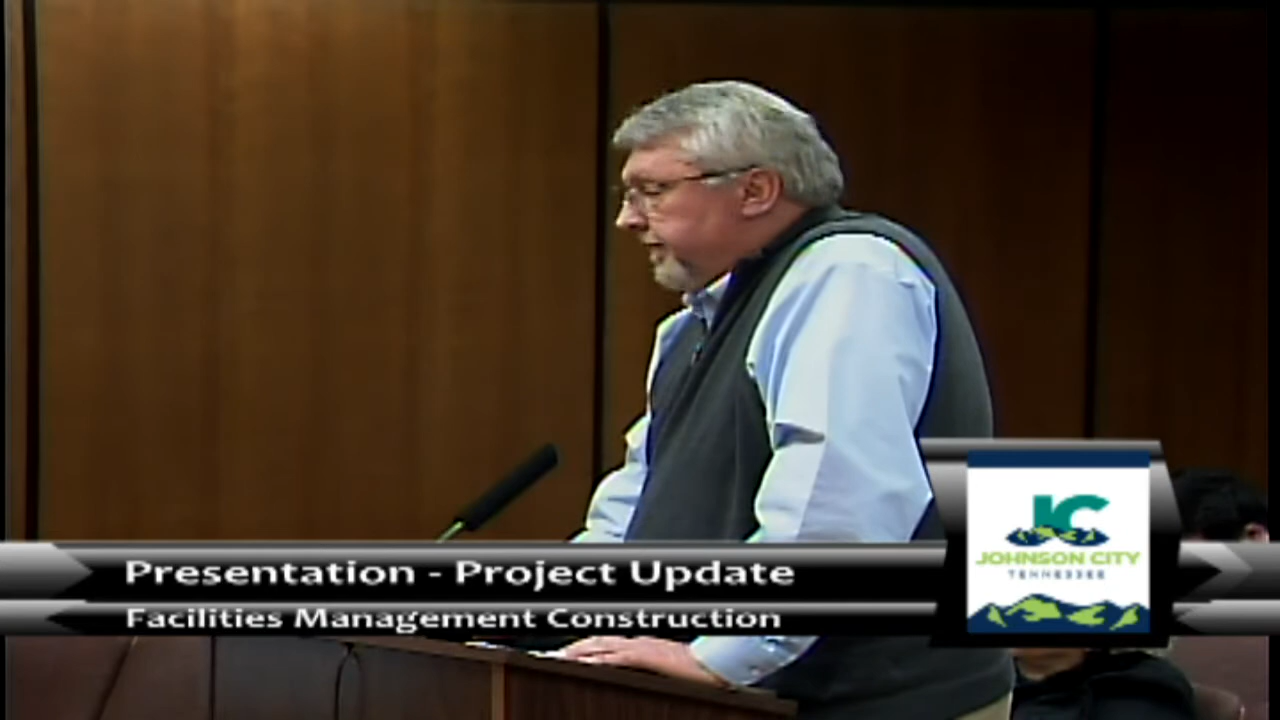 Presentation - Project Update
Facilities Management Construction
JC
JOHNSON CITY
TENNESSEE